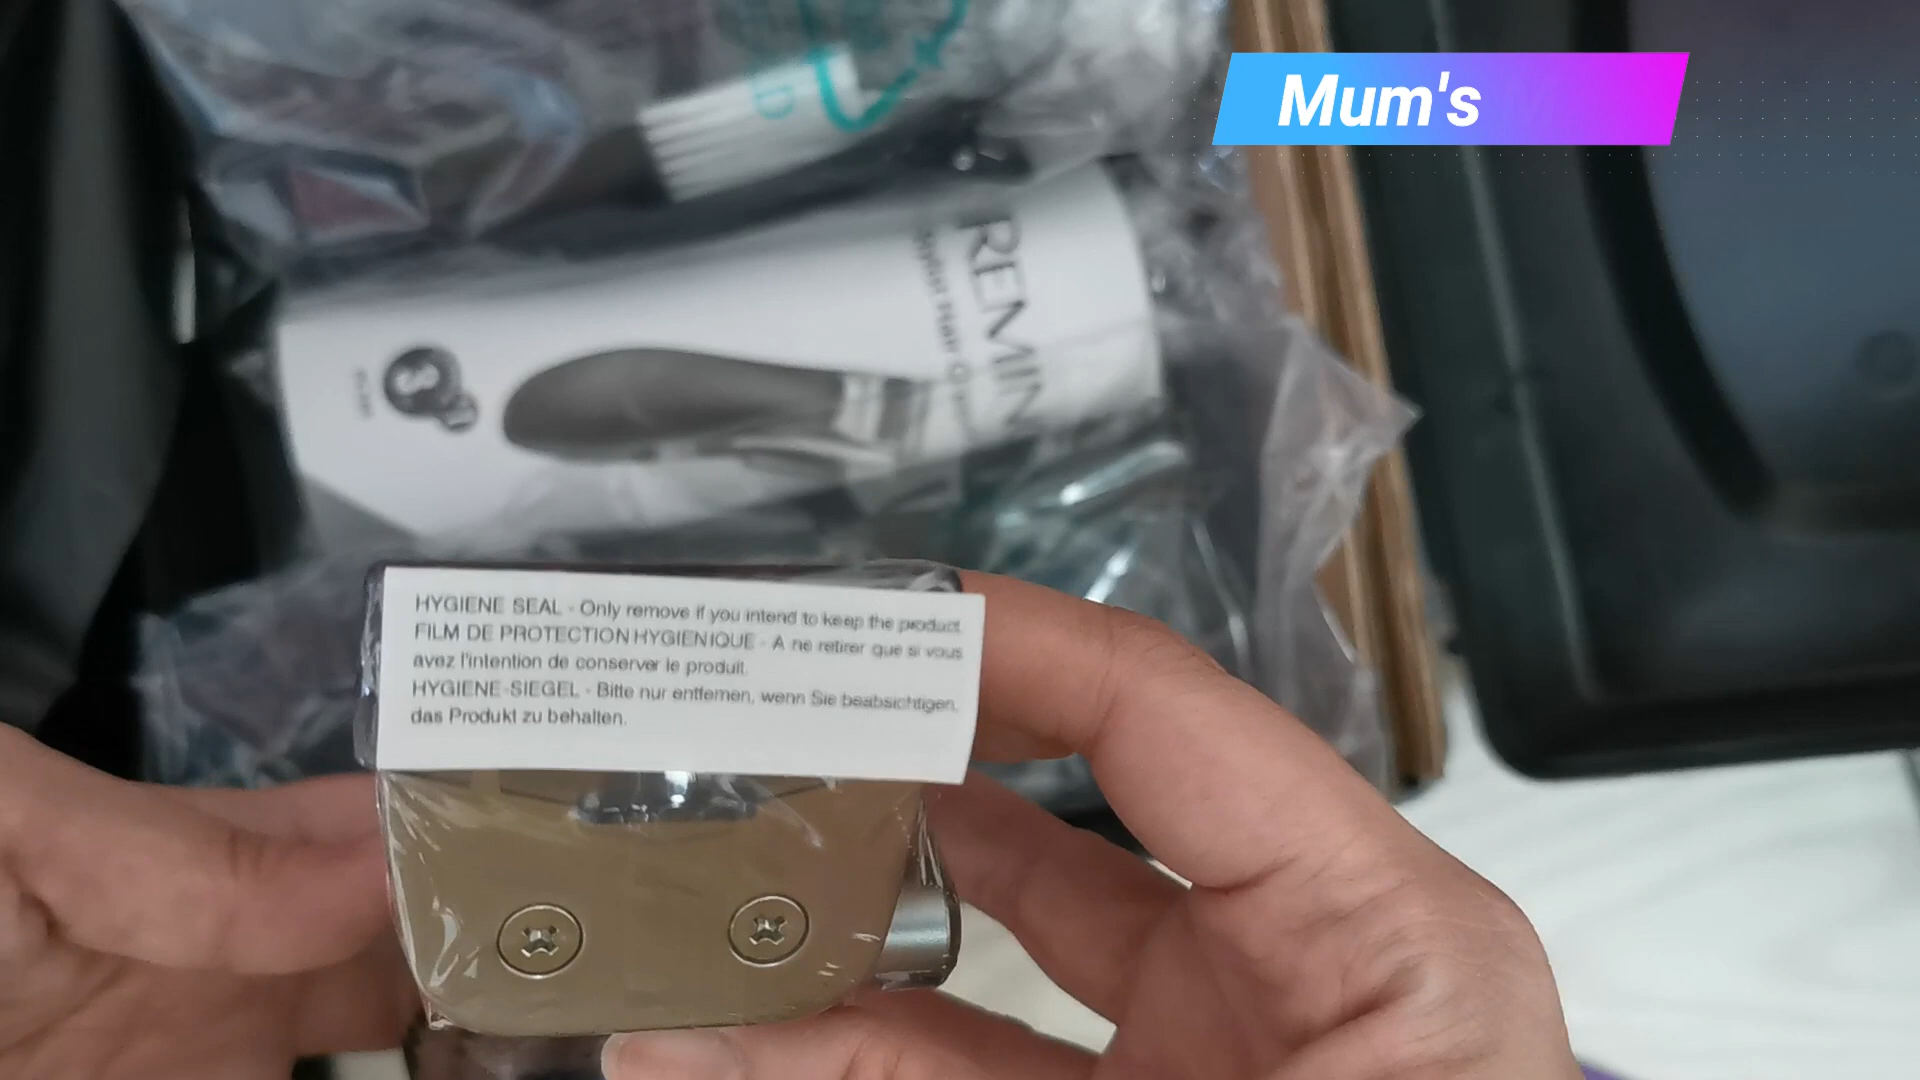 Mum's
REMIN
HYGIENE SEAL - Only remove if you intend to keep the product.
FILM DE PROTECTION HYGIENIQUE - A ne retirer que si vous
avez l'intention de conserver le produit.
HYGIENE-SIEGEL - Bitte nur entfernen, wenn Sie beabsichtigen,
das Produkt zu behalten.